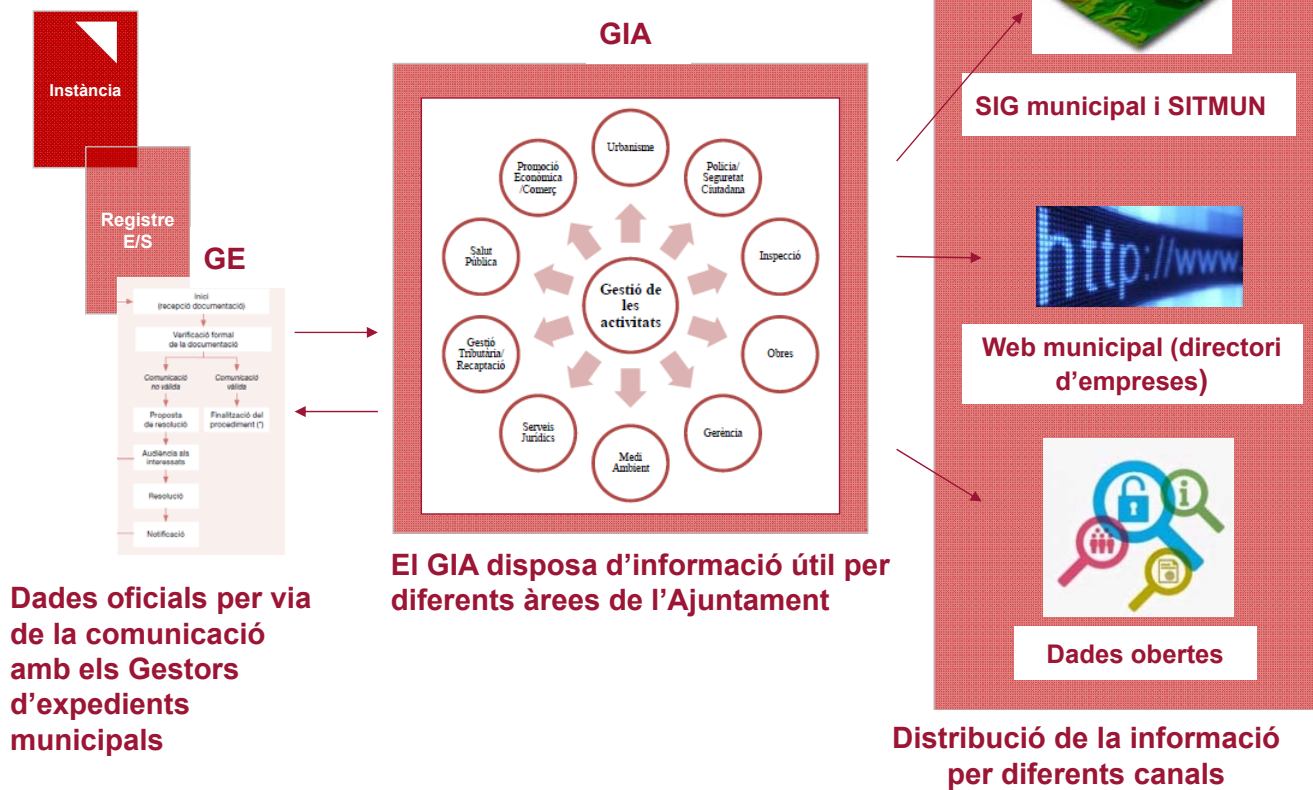 Instància
Registre
E/S
GE
Inici
(recepció documentació)
Verificació formal
de la documentació
Comunicació
no vàlida
Comunicació
vàlida
Proposta
de resolució
Finalització del
procediment (*)
Audiència als
interessats
Resolució
Notificació
Dades oficials per via
de la comunicació
amb els Gestors
d’expedients
municipals
GIA
Urbanisme
Policia/
Seguretat
Ciutadana
Inspecció
Obres
Gerència
Medi
Ambient
Serveis
Jurídics
Gestió
Tributària/
Recaptació
Salut
Pública
Promoció
Econòmica
/Comerç
Gestió de
les
activitats
El GIA disposa d’informació útil per
diferents àrees de l’Ajuntament
SIG municipal i SITMUN
http://www.
Web municipal (directori
d’empreses)
Dades obertes
Distribució de la informació
per diferents canals